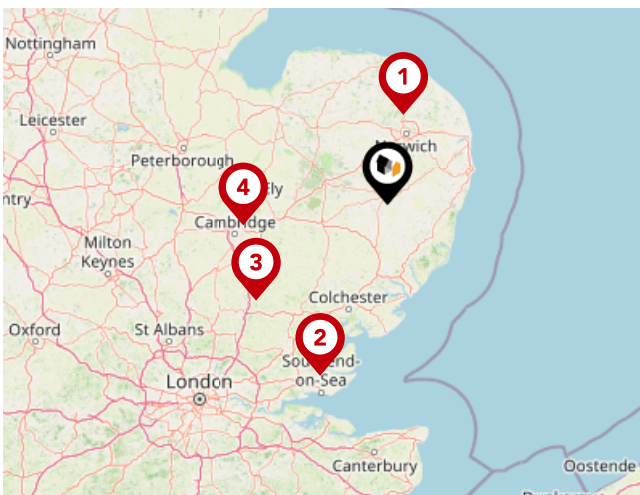 Nottingham
1
Leicester
Norwich
Peterborough
4
Ely
ntry
Cambridge
Milton
Keynes
3
Colchester
Oxford
St Albans
2
Southend-
on-Sea
London
Canterbury
Oostende